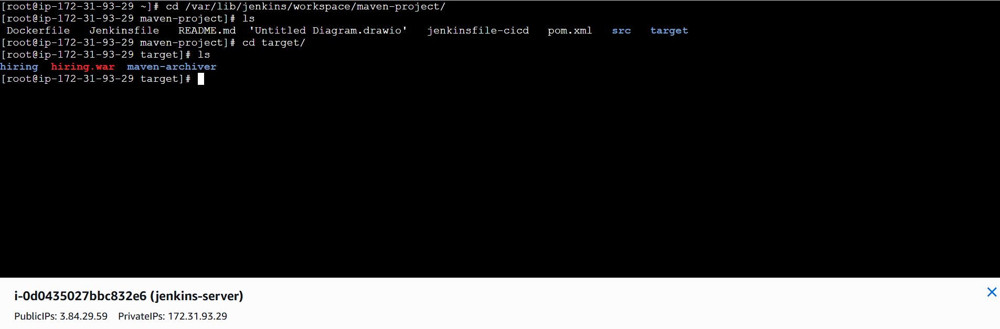 [root@ip-172-31-93-29 ~]# cd /var/lib/jenkins/workspace/maven-project/
[root@ip-172-31-93-29 maven-project]# ls
Dockerfile Jenkinsfile README.md 'Untitled Diagram.drawio' jenkinsfile-cicd pom.xml src target
[root@ip-172-31-93-29 maven-project]# cd target/
[root@ip-172-31-93-29 target]# ls
hiring hiring.war maven-archiver
[root@ip-172-31-93-29 target]#
i-0d0435027bbc832e6 (jenkins-server)
PublicIPs: 3.84.29.59 PrivateIPs: 172.31.93.29